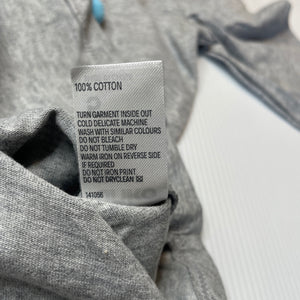 100% COTTON
TURN GARMENT INSIDE OUT
COLD DELICATE MACHINE
WASH WITH SIMILAR COLOURS
DO NOT BLEACH
DO NOT TUMBLE DRY
WARM IRON ON REVERSE SIDE
IF REQUIRED
DO NOT IRON PRINT
DO NOT DRYCLEAN
141066